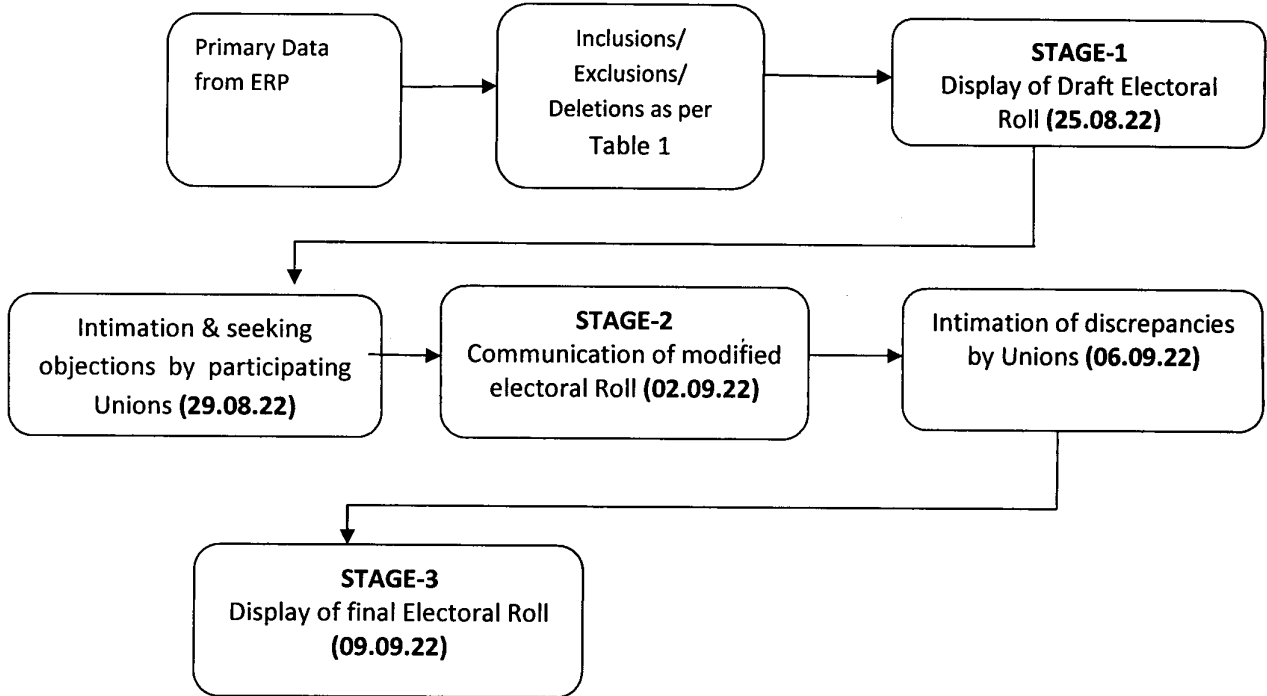 Primary Data
from ERP
Inclusions/
Exclusions/
Deletions as per
Table 1
STAGE-1
Display of Draft Electoral
Roll (25.08.22)
Intimation & seeking
objections by participating
Unions (29.08.22)
STAGE-2
Communication of modified
electoral Roll (02.09.22)
Intimation of discrepancies
by Unions (06.09.22)
STAGE-3
Display of final Electoral Roll
(09.09.22)